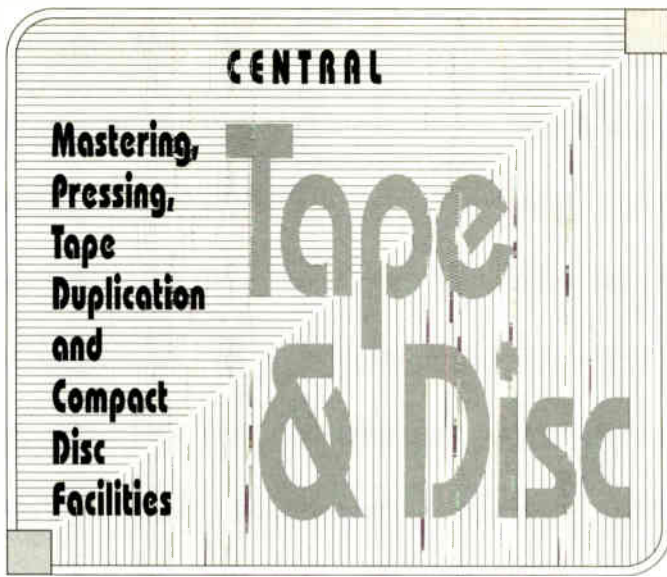 CENTRAL
Tape
& Disc
Mastering,
Pressing,
Tape
Duplication
and
Compact
Disc
Facilities